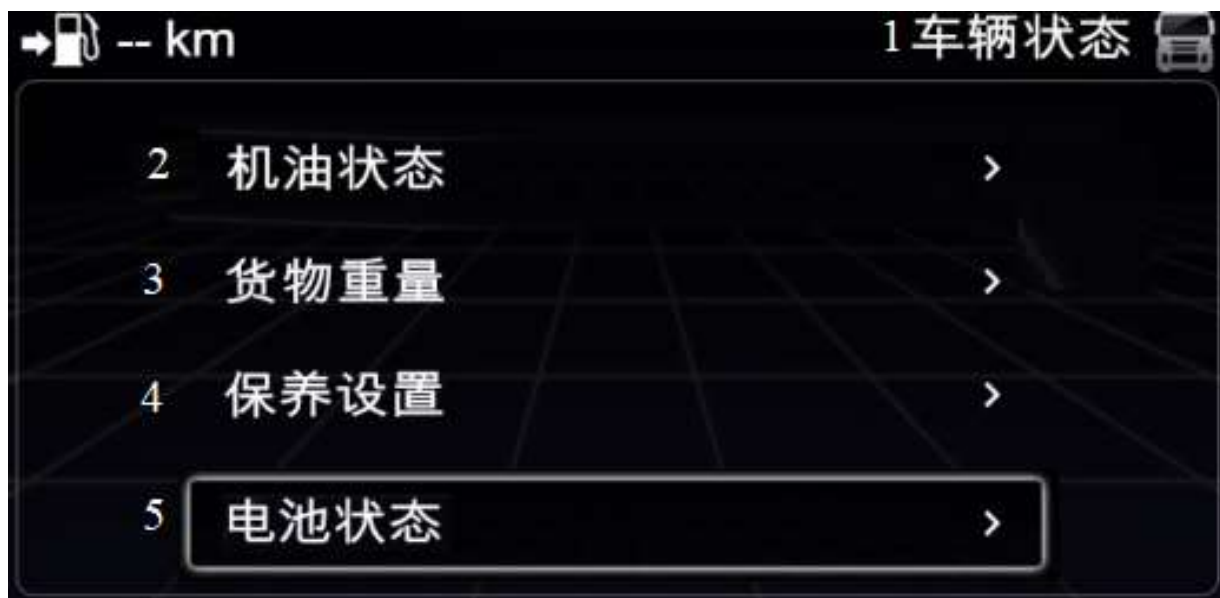 -- km
1 车辆状态
2 机油状态 >
3 货物重量 >
4 保养设置 >
5 电池状态 >